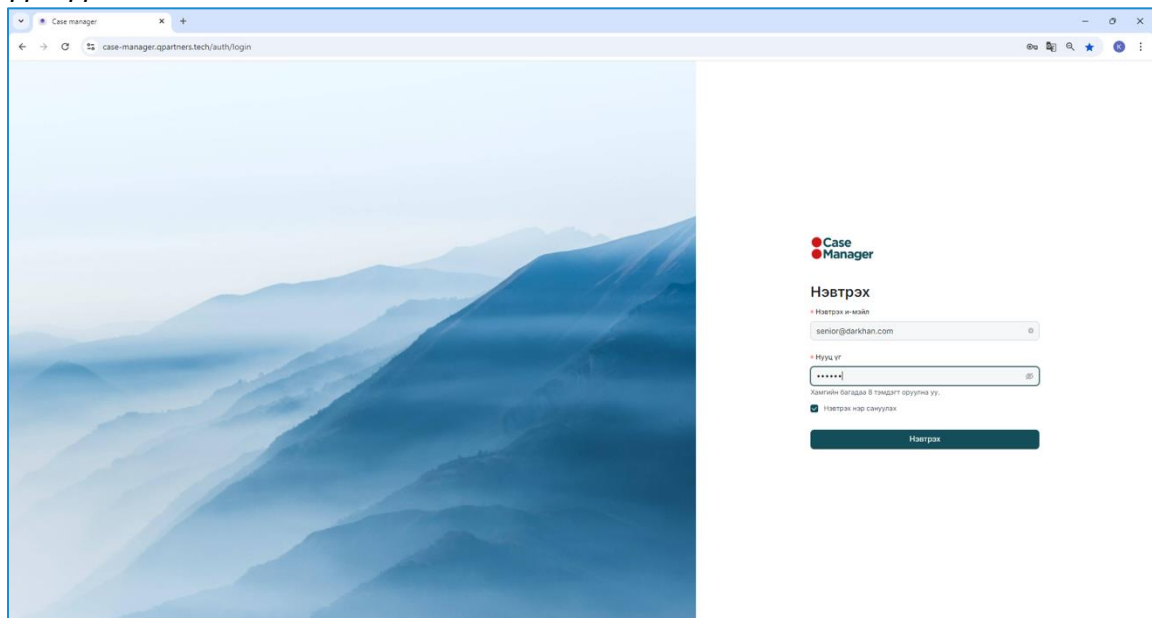 Case manager
case-manager.qpartners.tech/auth/login
K
Case
Manager
Нэвтрэх
* Нэвтрэх и-мэйл
senior@darkhan.com
* Нууц үг
••••••
Хамгийн багадаа 8 тэмдэгт оруулна уу.
Нэвтрэх нэр сануулах
Нэвтрэх